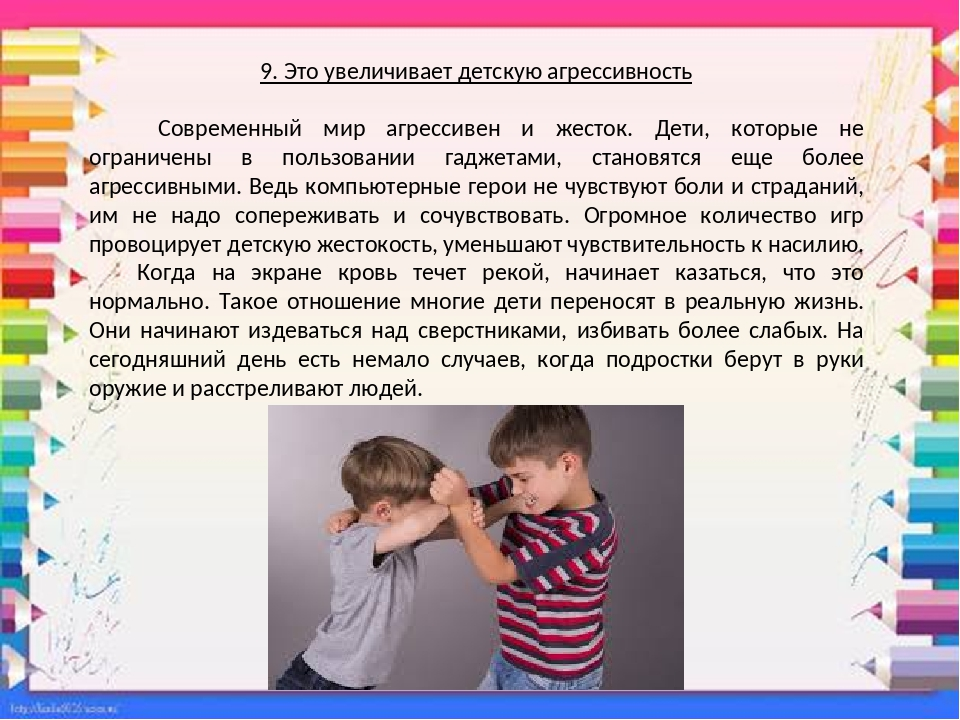 9. Это увеличивает детскую агрессивность
Современный мир агрессивен и жесток. Дети, которые не
ограничены в пользовании гаджетами, становятся еще более
агрессивными. Ведь компьютерные герои не чувствуют боли и страданий,
им не надо сопереживать и сочувствовать. Огромное количество игр
провоцирует детскую жестокость, уменьшают чувствительность к насилию.
Когда на экране кровь течет рекой, начинает казаться, что это
нормально. Такое отношение многие дети переносят в реальную жизнь.
Они начинают издеваться над сверстниками, избивать более слабых. На
сегодняшний день есть немало случаев, когда подростки берут в руки
оружие и расстреливают людей.